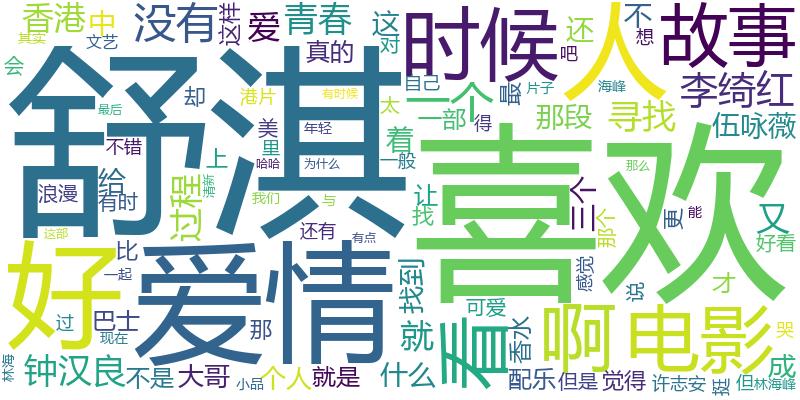 香港
中
没有
这样
爱
青春
这
对
时候
人
还
不
想
故事
其实
文艺
真的
吧
会
舒淇
却
港片
有时候
自己
太
一个
最
片子
海峰
李绮红
最后
美
年轻
着
一部
得
那段
寻找
伍咏薇
不错
里
上
哈哈
为什么
一般
喜欢
浪漫
给
有时
过程
清新
我们
与
让
找
三个
那个
更
那么
能
又
好看
这部
还有
有点
好
比
一起
爱情
找到
可爱
感觉
说
才
过
巴士
现在
那
就
看
香水
啊
电影
哭
林海
钟汉良
不是
大哥
小品
个人
就是
什么
配乐
但是
觉得
许志安
挺
但
林海峰
成